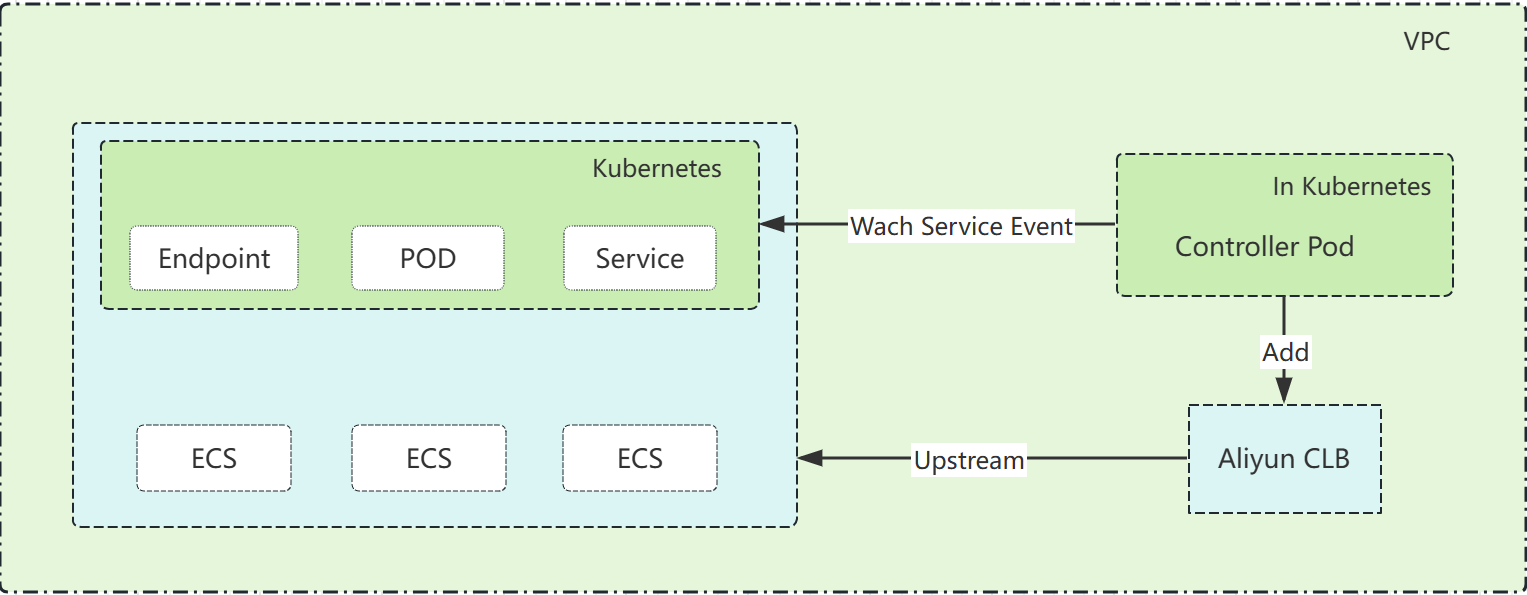 VPC
Kubernetes
Endpoint
POD
Service
Wach Service Event
In Kubernetes
Controller Pod
Add
ECS
ECS
ECS
Upstream
Aliyun CLB